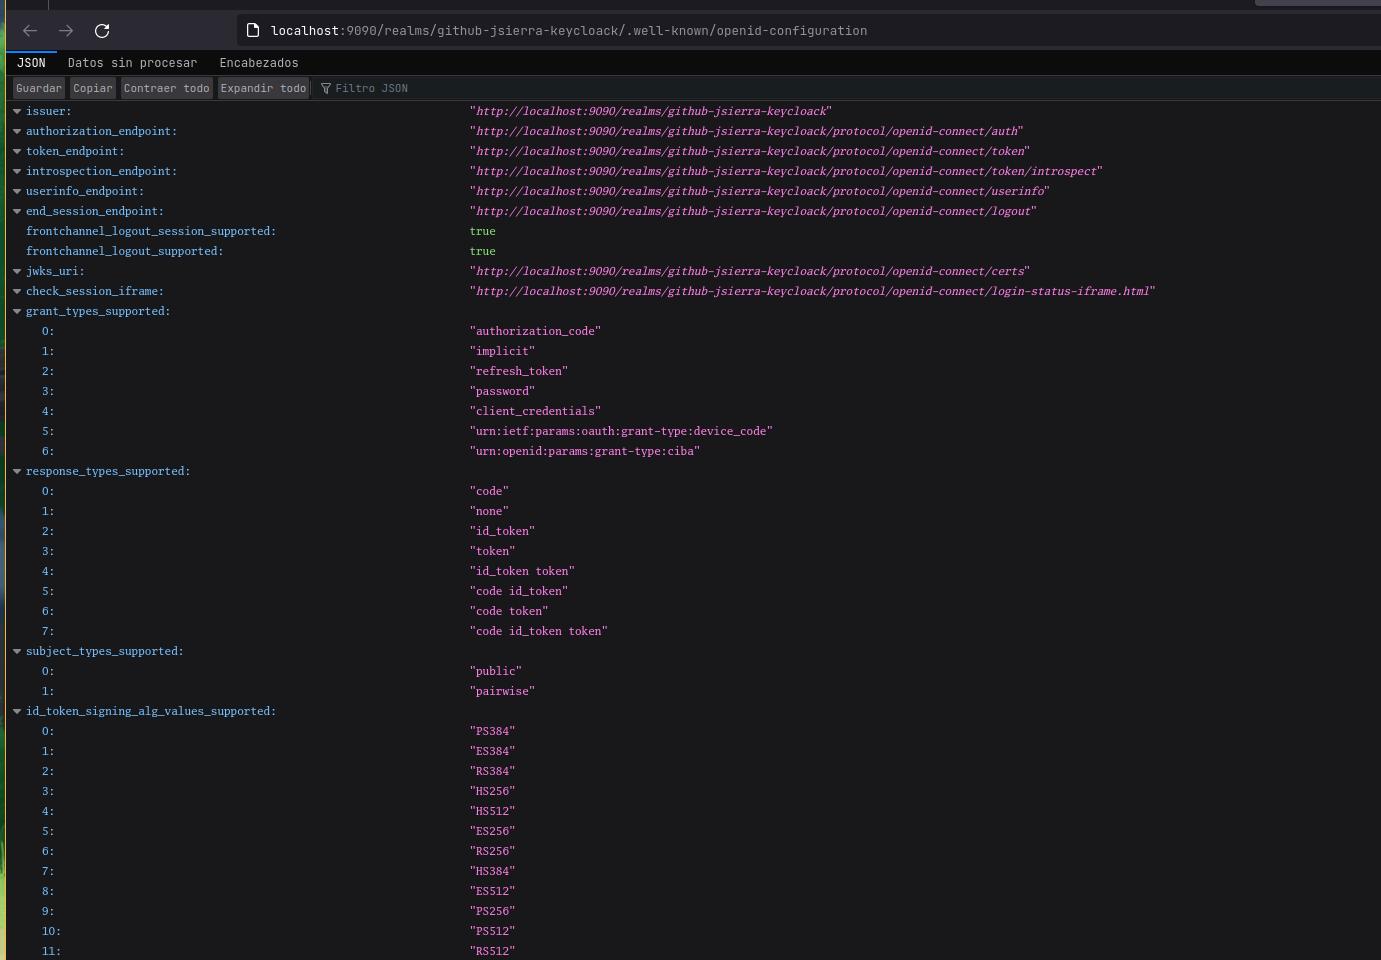 localhost:9090/realms/github-jsierra-keycloack/.well-known/openid-configuration
JSON Datos sin procesar Encabezados
Guardar Copiar Contraer todo Expandir todo Filtro JSON
issuer: "http://localhost:9090/realms/github-jsierra-keycloack"
authorization_endpoint: "http://localhost:9090/realms/github-jsierra-keycloack/protocol/openid-connect/auth"
token_endpoint: "http://localhost:9090/realms/github-jsierra-keycloack/protocol/openid-connect/token"
introspection_endpoint: "http://localhost:9090/realms/github-jsierra-keycloack/protocol/openid-connect/token/introspect"
userinfo_endpoint: "http://localhost:9090/realms/github-jsierra-keycloack/protocol/openid-connect/userinfo"
end_session_endpoint: "http://localhost:9090/realms/github-jsierra-keycloack/protocol/openid-connect/logout"
frontchannel_logout_session_supported: true
frontchannel_logout_supported: true
jwks_uri: "http://localhost:9090/realms/github-jsierra-keycloack/protocol/openid-connect/certs"
check_session_iframe: "http://localhost:9090/realms/github-jsierra-keycloack/protocol/openid-connect/login-status-iframe.html"
grant_types_supported:
0: "authorization_code"
1: "implicit"
2: "refresh_token"
3: "password"
4: "client_credentials"
5: "urn:ietf:params:oauth:grant-type:device_code"
6: "urn:openid:params:grant-type:ciba"
response_types_supported:
0: "code"
1: "none"
2: "id_token"
3: "token"
4: "id_token token"
5: "code id_token"
6: "code token"
7: "code id_token token"
subject_types_supported:
0: "public"
1: "pairwise"
id_token_signing_alg_values_supported:
0: "PS384"
1: "ES384"
2: "RS384"
3: "HS256"
4: "HS512"
5: "ES256"
6: "RS256"
7: "HS384"
8: "ES512"
9: "PS256"
10: "PS512"
11: "RS512"